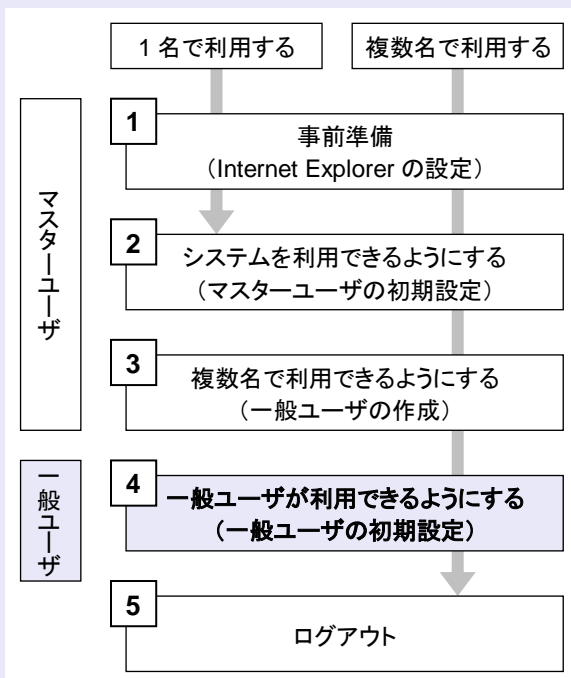 1 名で利用する
複数名で利用する
マスターユーザ
1
事前準備
（Internet Explorer の設定）
2
システムを利用できるようにする
（マスターユーザの初期設定）
3
複数名で利用できるようにする
（一般ユーザの作成）
一般ユーザ
4
一般ユーザが利用できるようにする
（一般ユーザの初期設定）
5
ログアウト